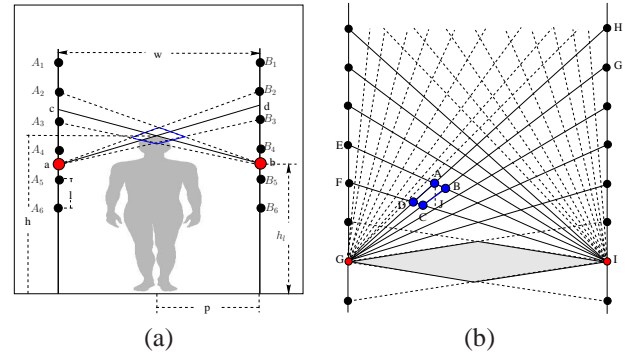 w
A₁ B₁
A₂ B₂
c d
A₃ B₃
A₄ B₄
a b
A₅ B₅
l
A₆ B₆
h hₗ
p
(a)
H
G
E
A
F B
D J
C
G I
(b)